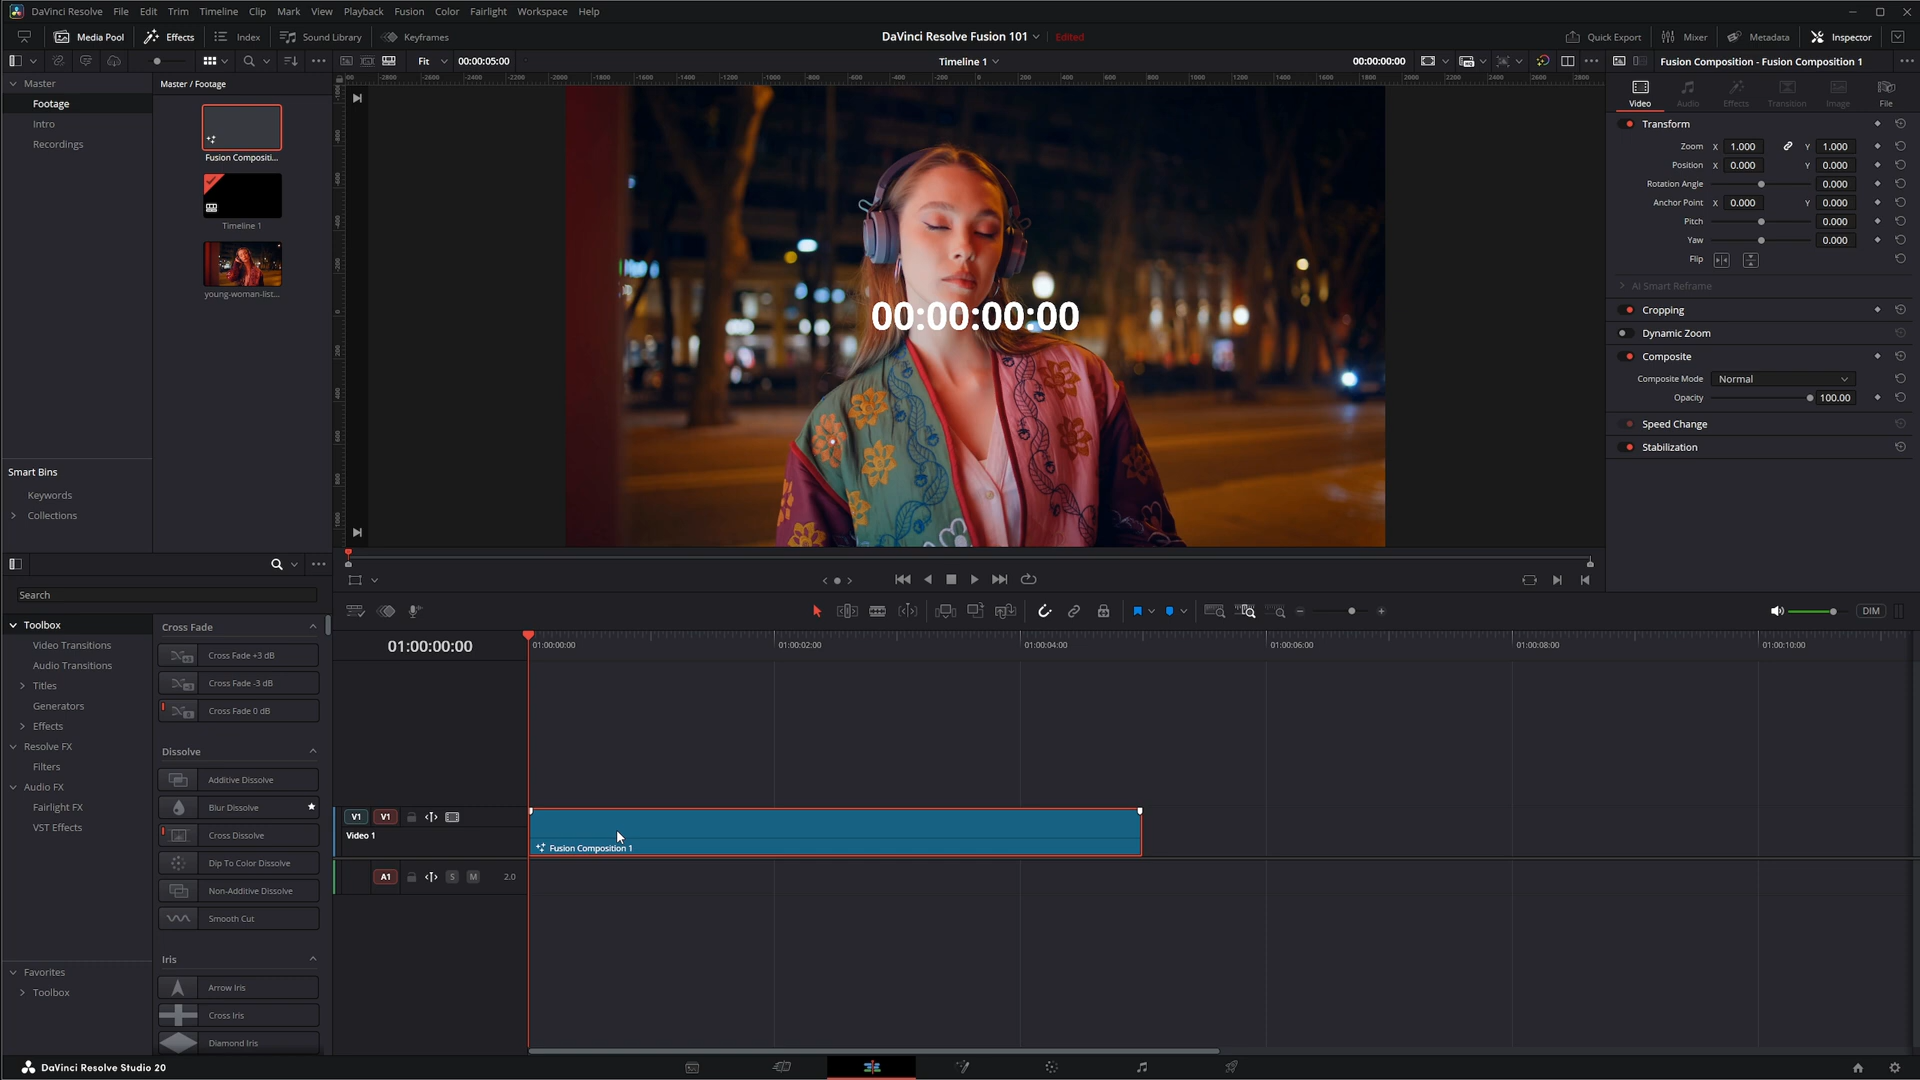 DaVinci Resolve File Edit Trim Timeline Clip Mark View Playback Fusion Color Fairlight Workspace Help
Media Pool Effects Index Sound Library Keyframes DaVinci Resolve Fusion 101 Edited Quick Export Mixer Metadata Inspector
Fit 00:00:05:00 Timeline 1 00:00:00:00 Fusion Composition - Fusion Composition 1
Master
Footage
Intro
Recordings
Master / Footage
Fusion Compositi...
Timeline 1
young-woman-list...
Smart Bins
Keywords
Collections
00:00:00:00
Video Audio Effects Transition Image File
Transform
Zoom X 1.000 Y 1.000
Position X 0.000 Y 0.000
Rotation Angle 0.000
Anchor Point X 0.000 Y 0.000
Pitch 0.000
Yaw 0.000
Flip
AI Smart Reframe
Cropping
Dynamic Zoom
Composite
Composite Mode Normal
Opacity 100.00
Speed Change
Stabilization
Search
Toolbox
Video Transitions
Audio Transitions
Titles
Generators
Effects
Resolve FX
Filters
Audio FX
Fairlight FX
VST Effects
Favorites
Toolbox
Cross Fade
Cross Fade +3 dB
Cross Fade -3 dB
Cross Fade 0 dB
Dissolve
Additive Dissolve
Blur Dissolve
Cross Dissolve
Dip To Color Dissolve
Non-Additive Dissolve
Smooth Cut
Iris
Arrow Iris
Cross Iris
Diamond Iris
DIM
01:00:00:00 01:00:00:00 01:00:02:00 01:00:04:00 01:00:06:00 01:00:08:00 01:00:10:00
V1 V1
Video 1
Fusion Composition 1
A1 S M 2.0
DaVinci Resolve Studio 20